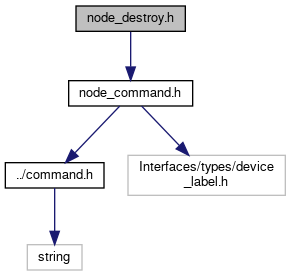 node_destroy.h
node_command.h
../command.h
Interfaces/types/device
_label.h
string